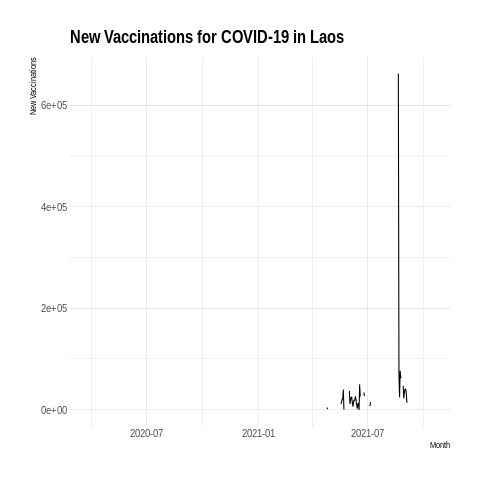 New Vaccinations for COVID-19 in Laos
New Vaccinations
6e+05
4e+05
2e+05
0e+00
2020-07
2021-01
2021-07
Month